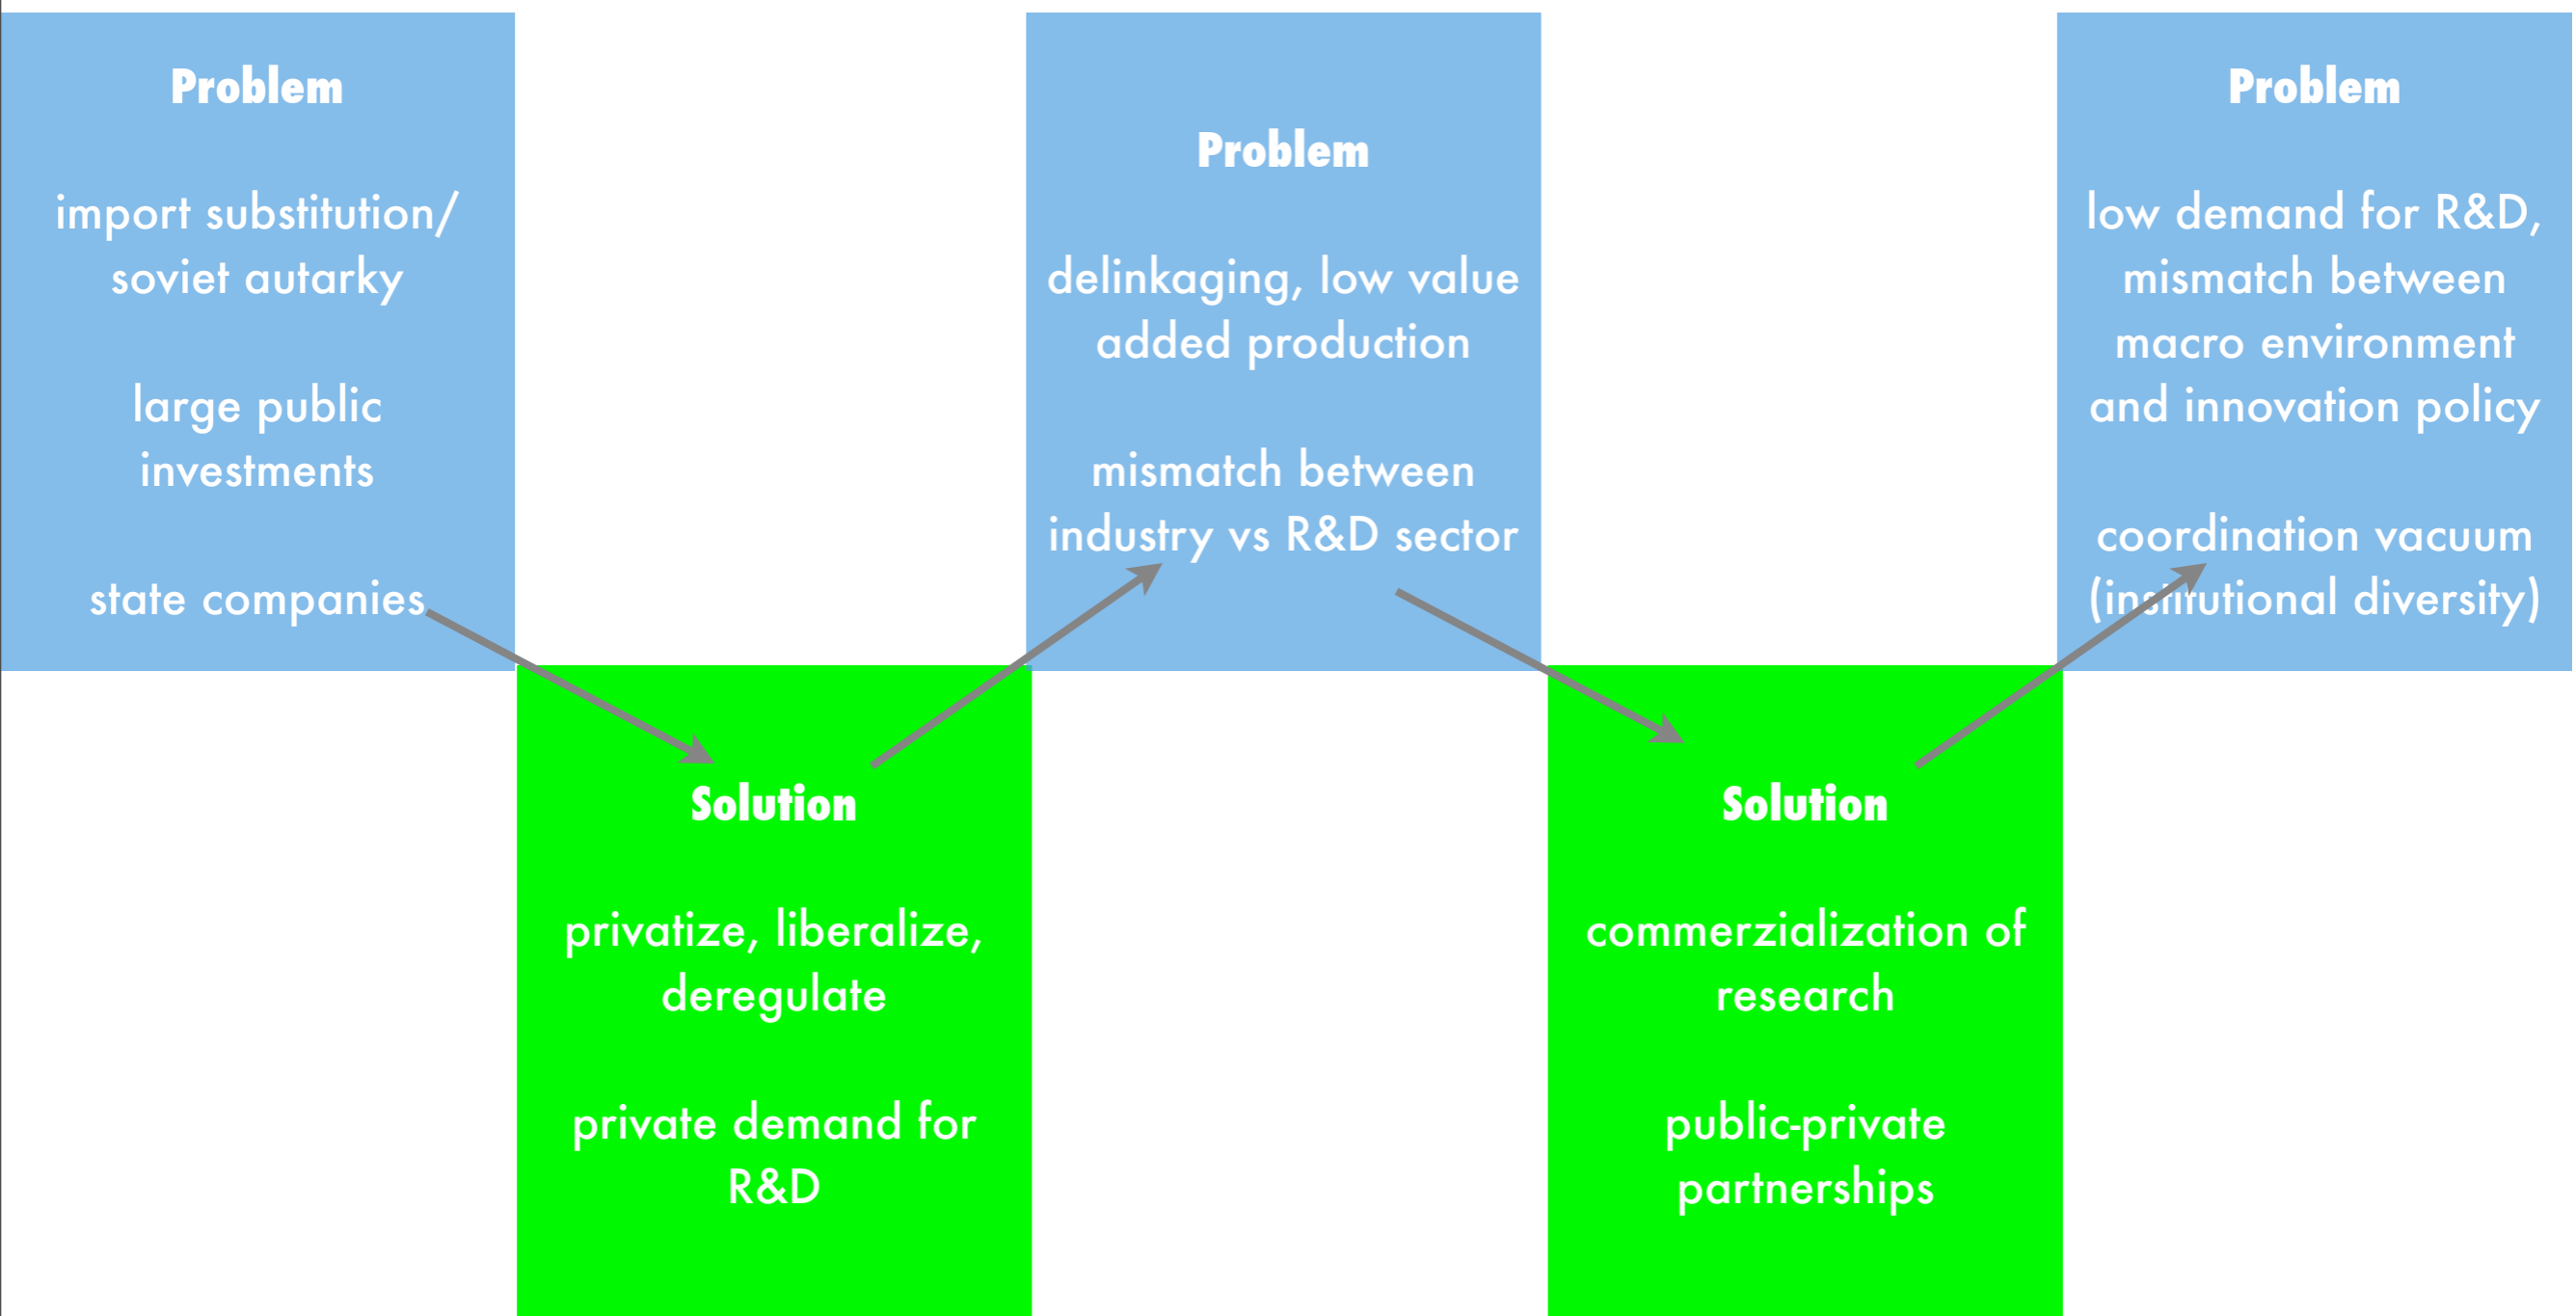 Problem
import substitution/
soviet autarky
large public
investments
state companies
Solution
privatize, liberalize,
deregulate
private demand for
R&D
Problem
delinkaging, low value
added production
mismatch between
industry vs R&D sector
Solution
commerzialization of
research
public-private
partnerships
Problem
low demand for R&D,
mismatch between
macro environment
and innovation policy
coordination vacuum
(institutional diversity)